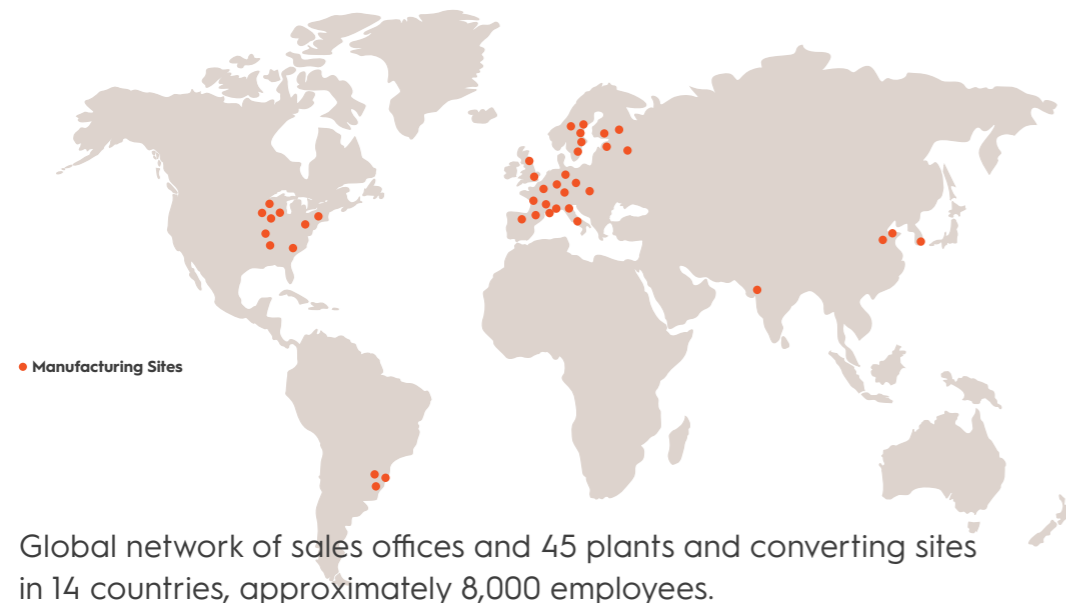 Manufacturing Sites
Global network of sales offices and 45 plants and converting sites
in 14 countries, approximately 8,000 employees.